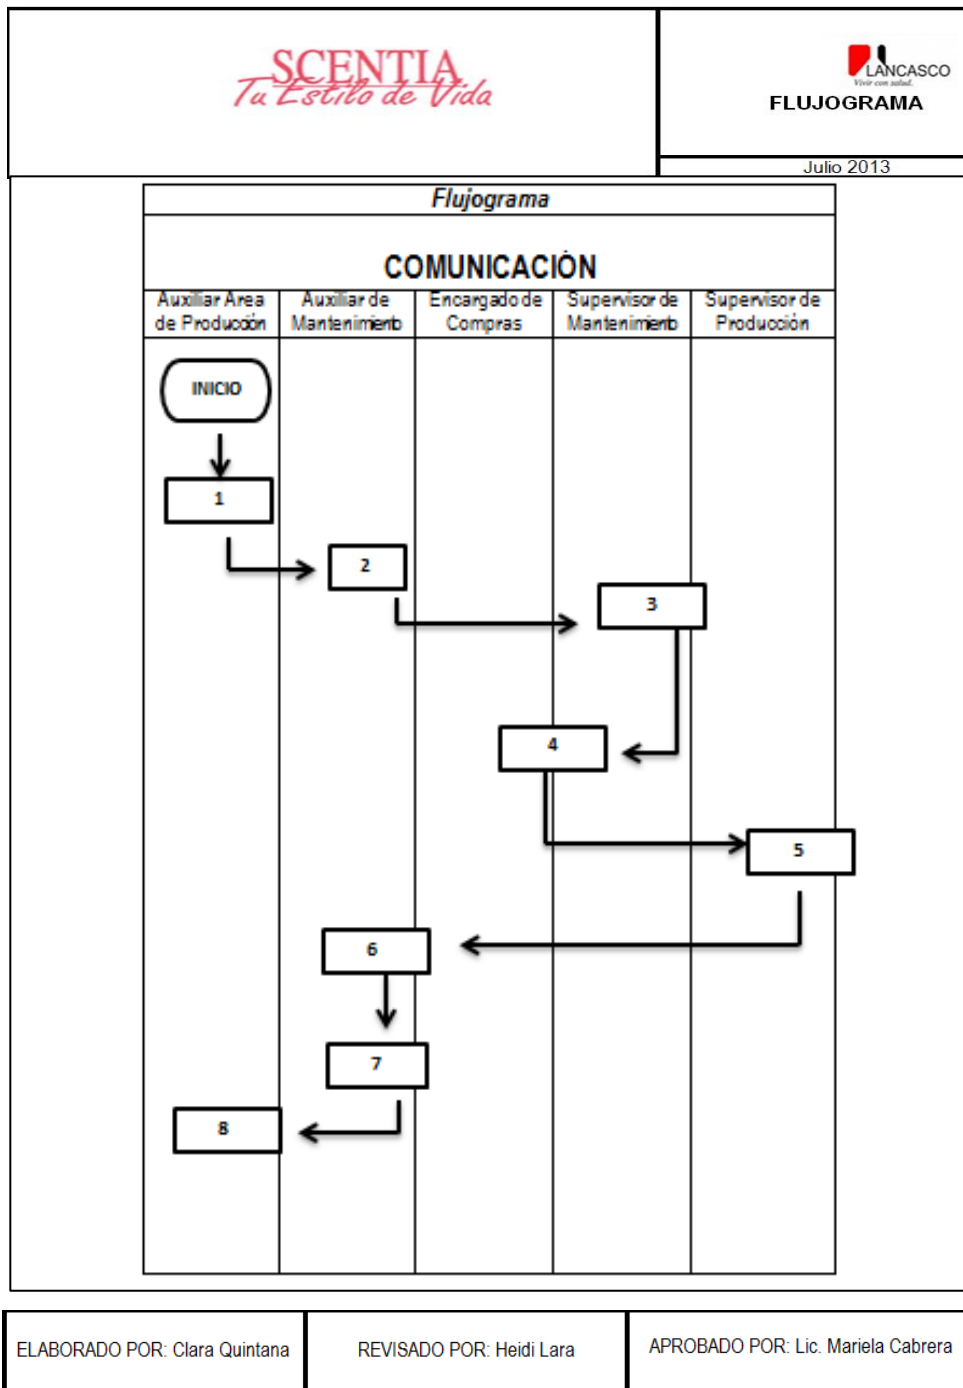 SCENTIA
Tu Estilo de Vida
LANCASCO
Vivir con salud.
FLUJOGRAMA
Julio 2013
Flujograma
COMUNICACIÓN
Auxiliar Area de Producción
Auxiliar de Mantenimiento
Encargado de Compras
Supervisor de Mantenimiento
Supervisor de Producción
INICIO
1
2
3
4
5
6
7
8
ELABORADO POR: Clara Quintana
REVISADO POR: Heidi Lara
APROBADO POR: Lic. Mariela Cabrera